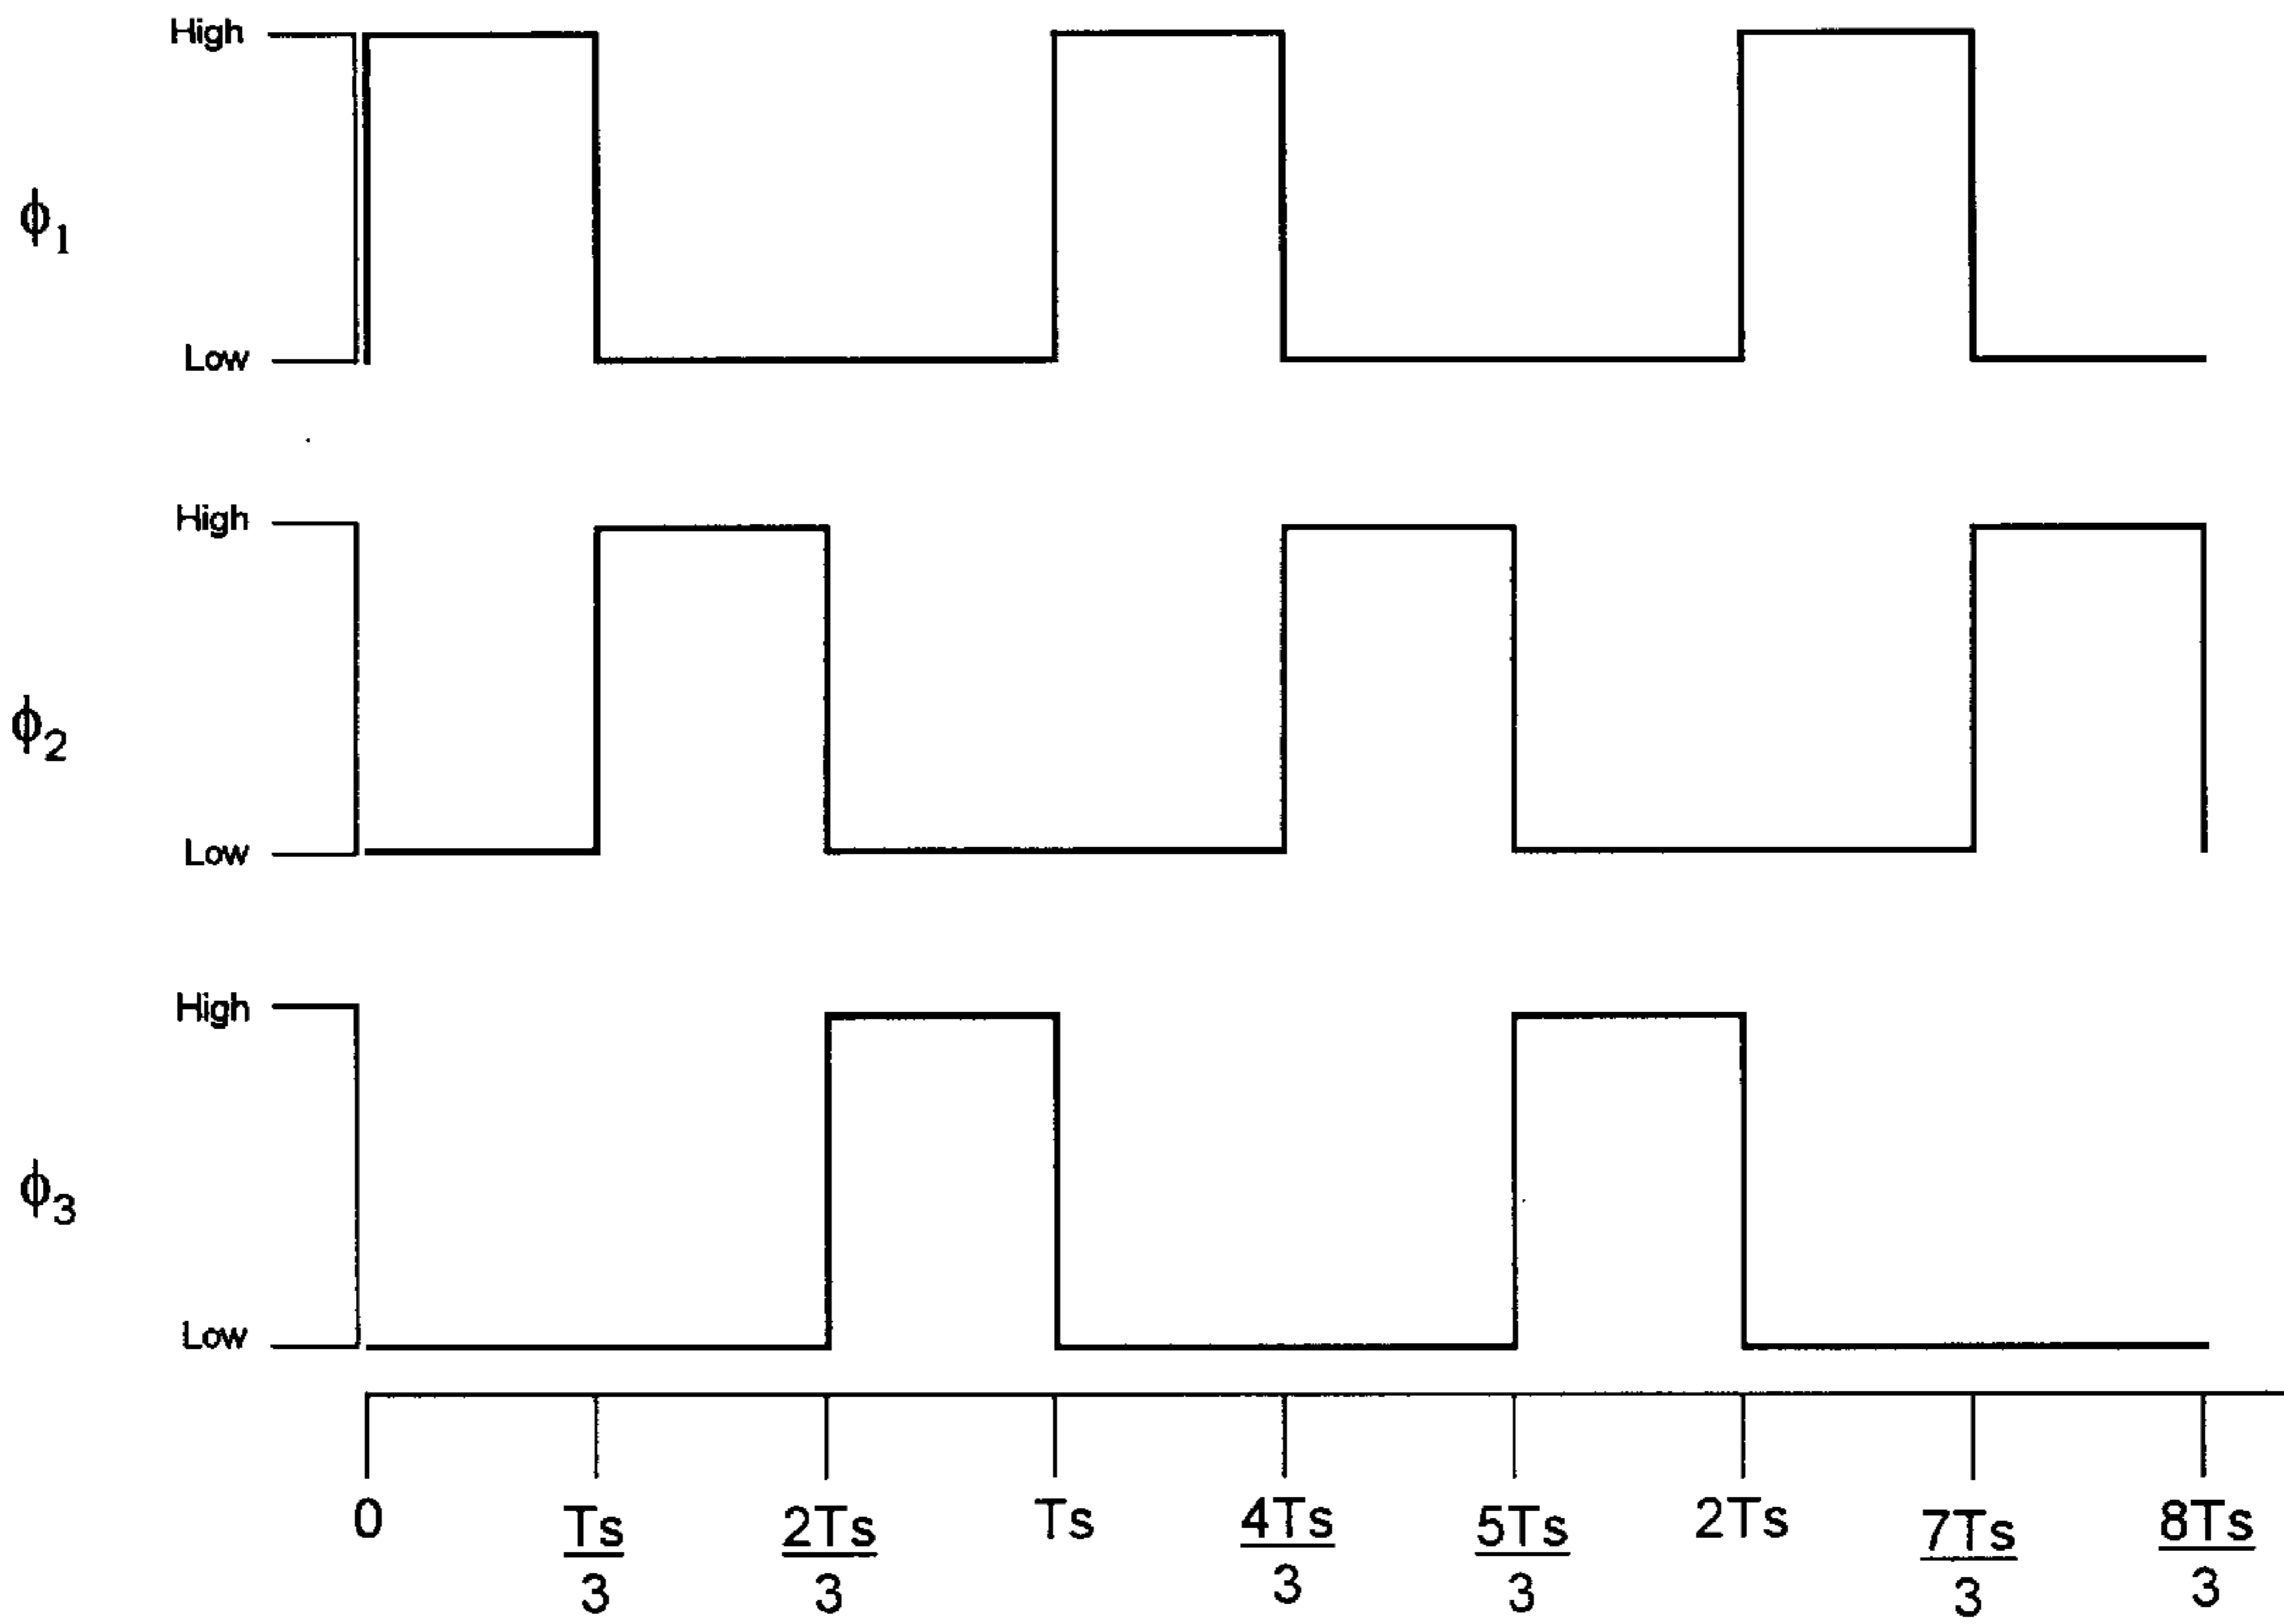 High
ϕ1
Low
High
ϕ2
Low
High
ϕ3
Low
0 Ts/3 2Ts/3 Ts 4Ts/3 5Ts/3 2Ts 7Ts/3 8Ts/3